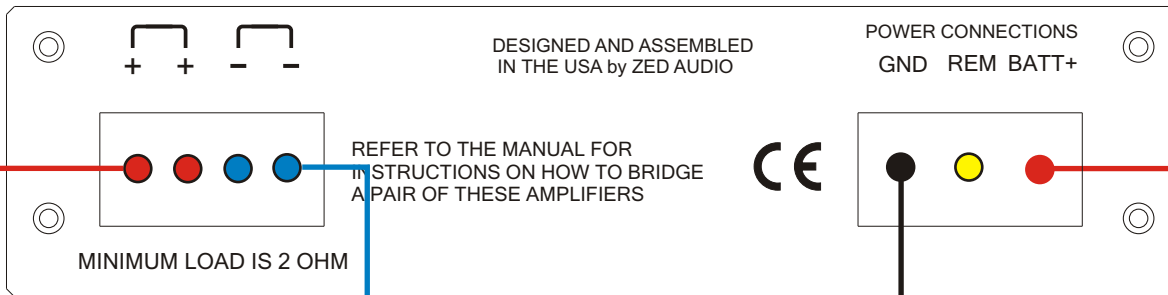 + + − −
DESIGNED AND ASSEMBLED
IN THE USA by ZED AUDIO
POWER CONNECTIONS
GND REM BATT+
REFER TO THE MANUAL FOR
INSTRUCTIONS ON HOW TO BRIDGE
A PAIR OF THESE AMPLIFIERS
CE
MINIMUM LOAD IS 2 OHM